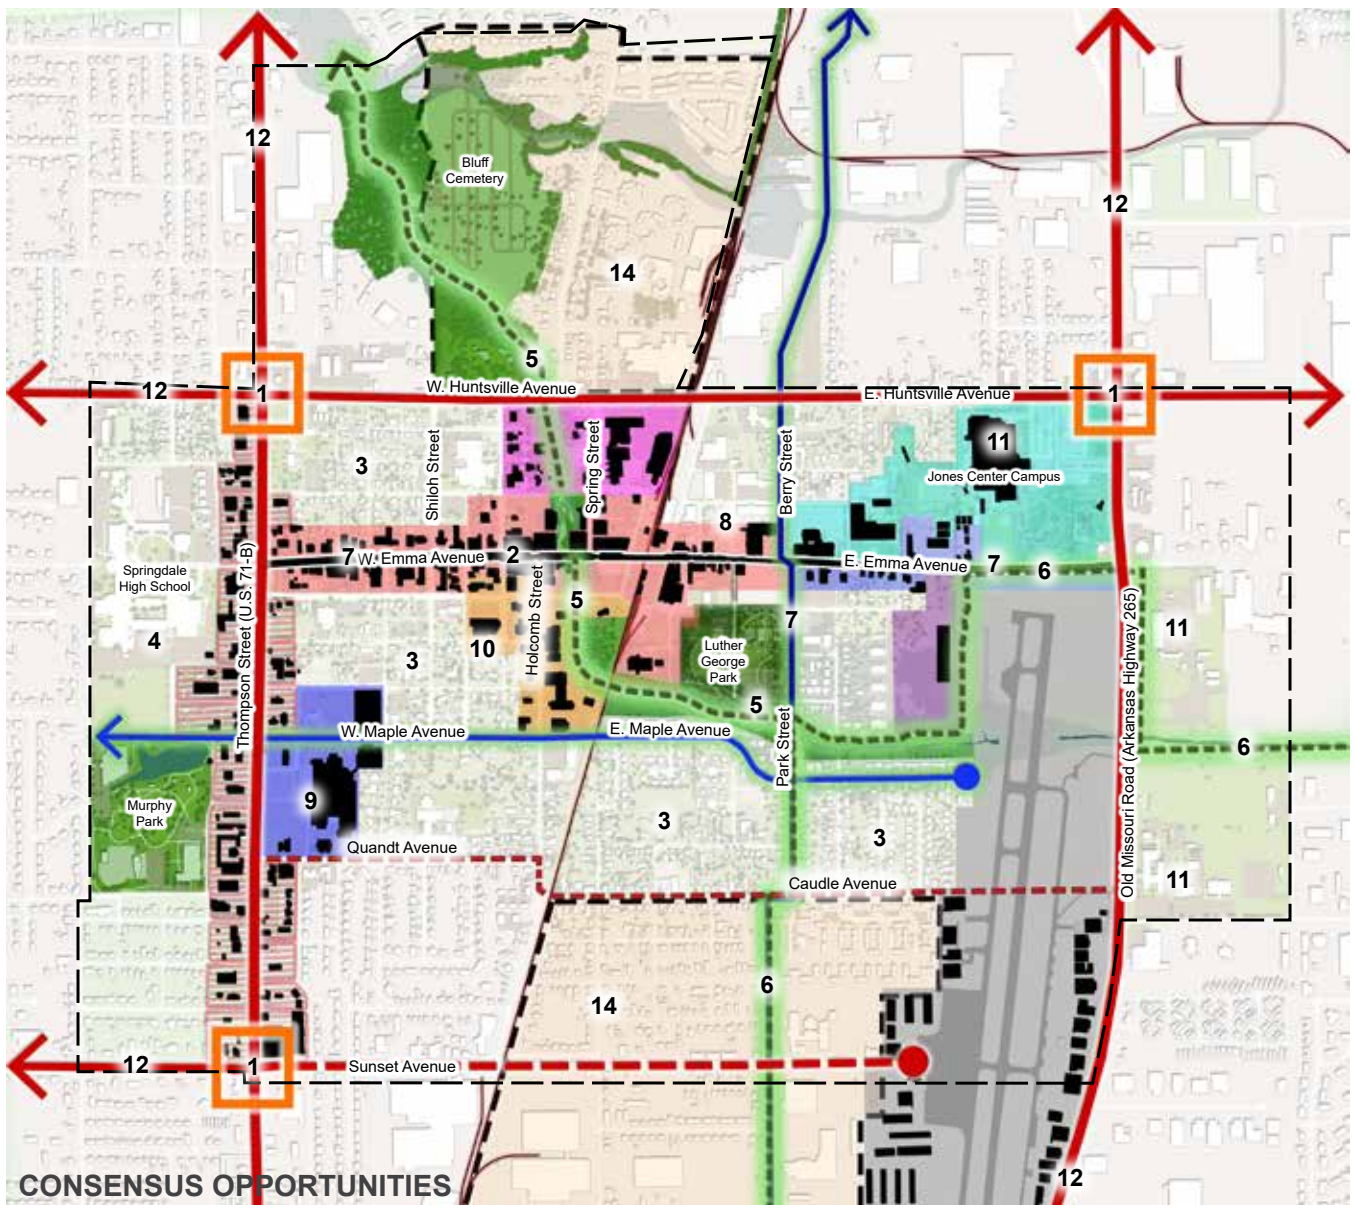 12
Bluff
Cemetery
12
14
5
12
1
W. Huntsville Avenue
E. Huntsville Avenue
1
3
Shiloh Street
Spring Street
Berry Street
11
Jones Center Campus
8
7
W. Emma Avenue
2
E. Emma Avenue
7
6
Springdale
High School
4
Thompson Street (U.S. 71-B)
3
10
Holcomb Street
5
7
Luther
George
Park
Old Missouri Road (Arkansas Highway 265)
11
5
W. Maple Avenue
E. Maple Avenue
Park Street
6
Murphy
Park
9
3
3
Quandt Avenue
Caudle Avenue
11
14
6
12
1
Sunset Avenue
12
CONSENSUS OPPORTUNITIES